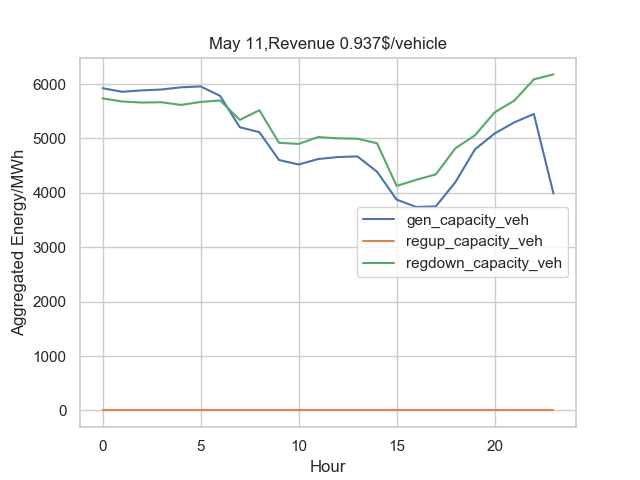 May 11,Revenue 0.937$/vehicle
Aggregated Energy/MWh
6000
5000
4000
3000
2000
1000
0
gen_capacity_veh
regup_capacity_veh
regdown_capacity_veh
0 5 10 15 20
Hour